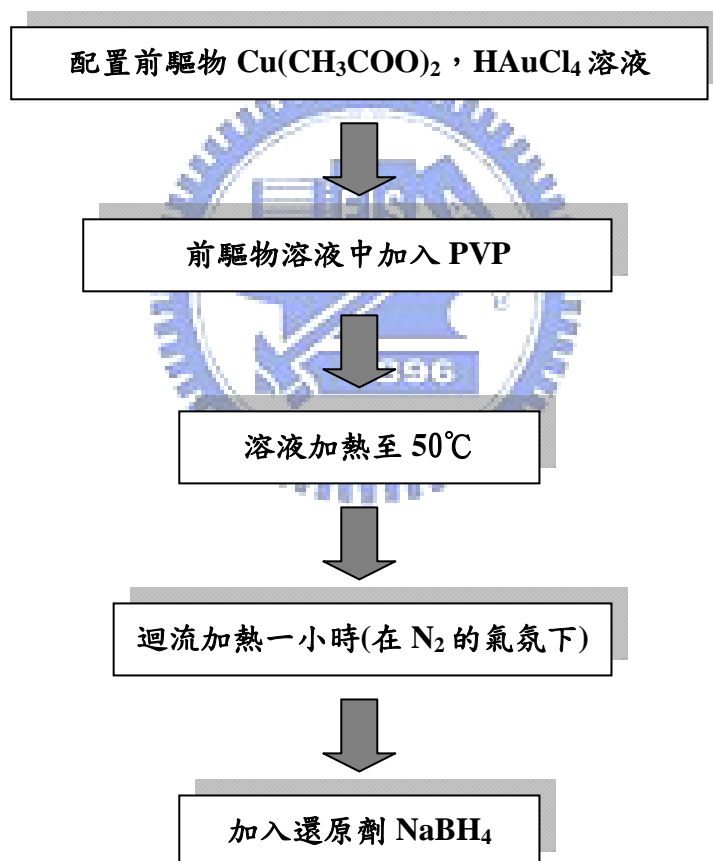 配置前驅物 Cu(CH₃COO)₂，HAuCl₄ 溶液
前驅物溶液中加入 PVP
1896
溶液加熱至 50℃
迴流加熱一小時(在 N₂ 的氣氛下)
加入還原劑 NaBH₄